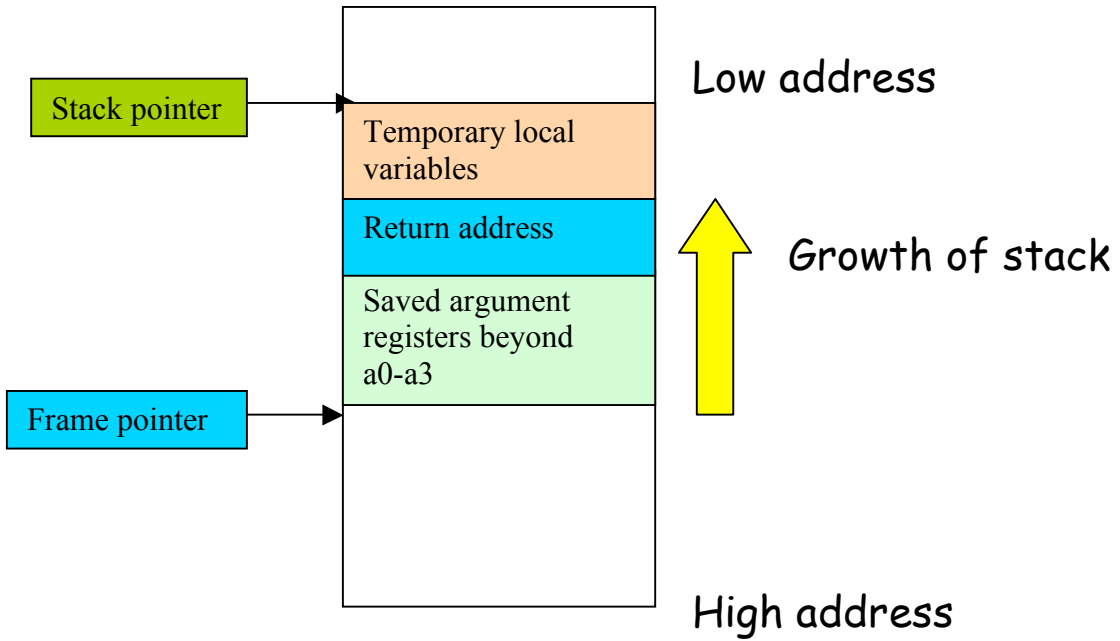 Low address
Stack pointer
Temporary local
variables
Return address
Growth of stack
Saved argument
registers beyond
a0-a3
Frame pointer
High address